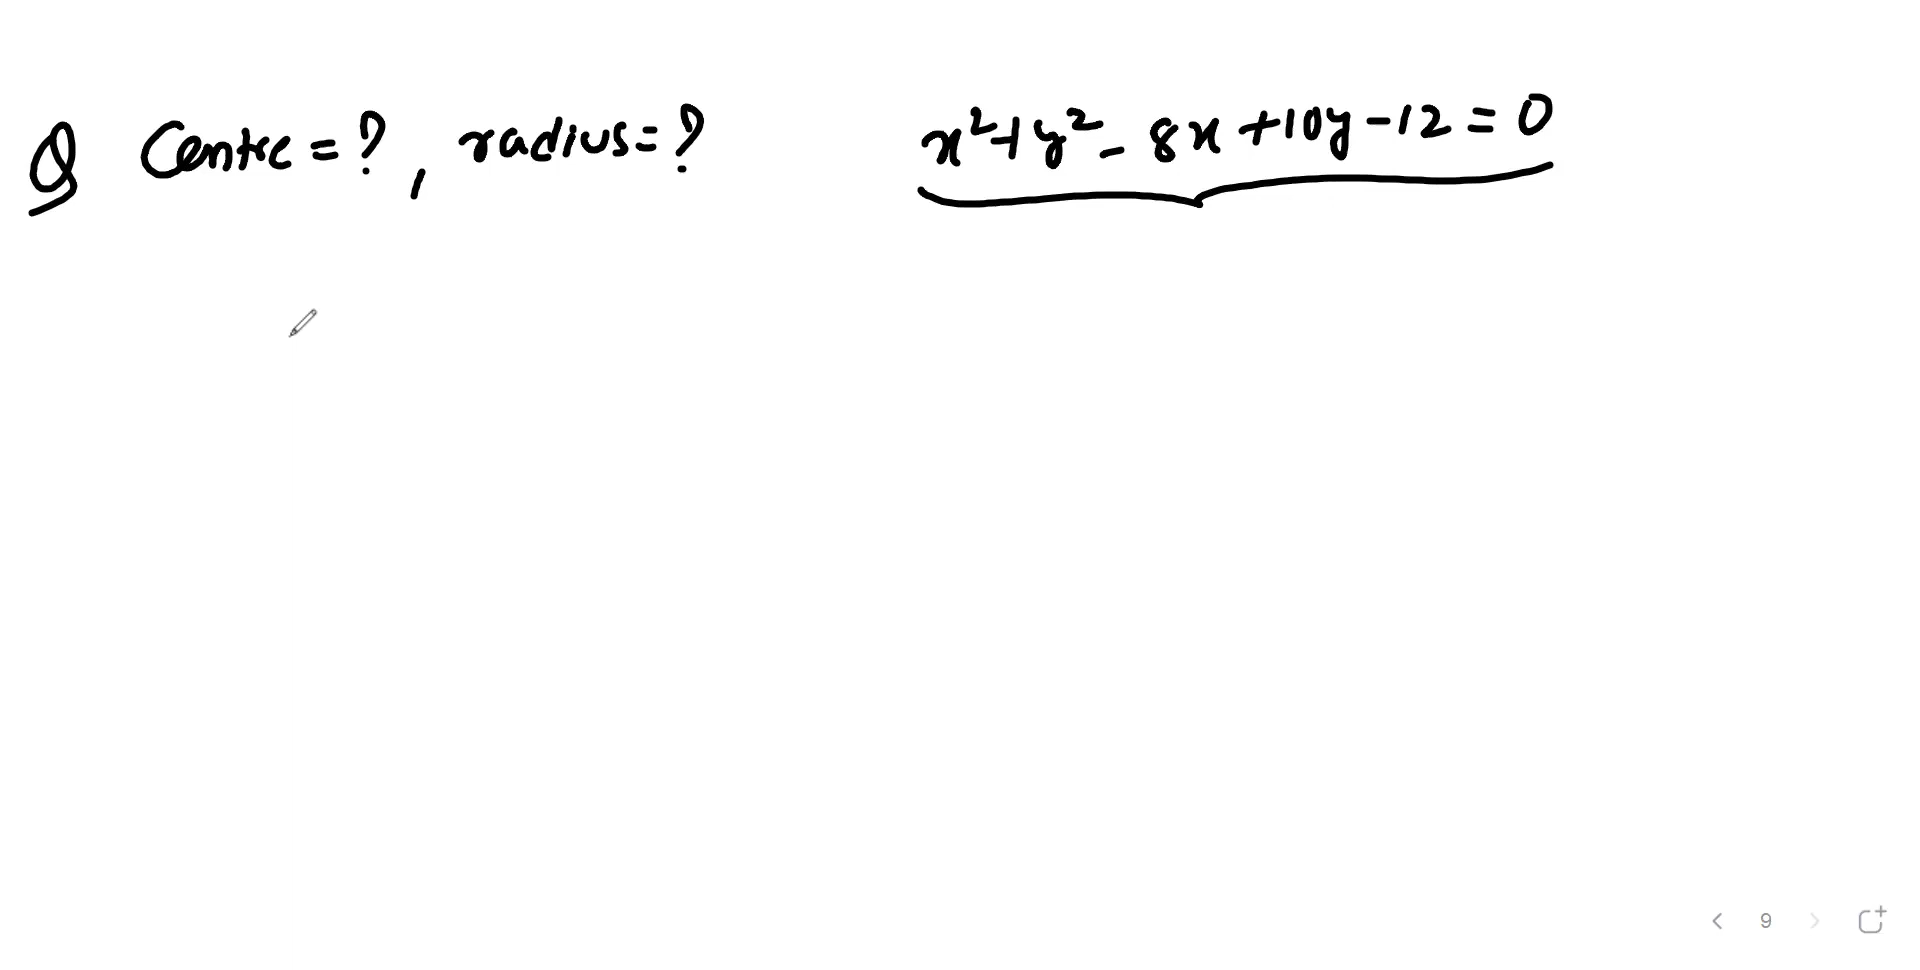 Q Centre = ? , radius = ? x²+y² - 8x +10y -12 = 0
9